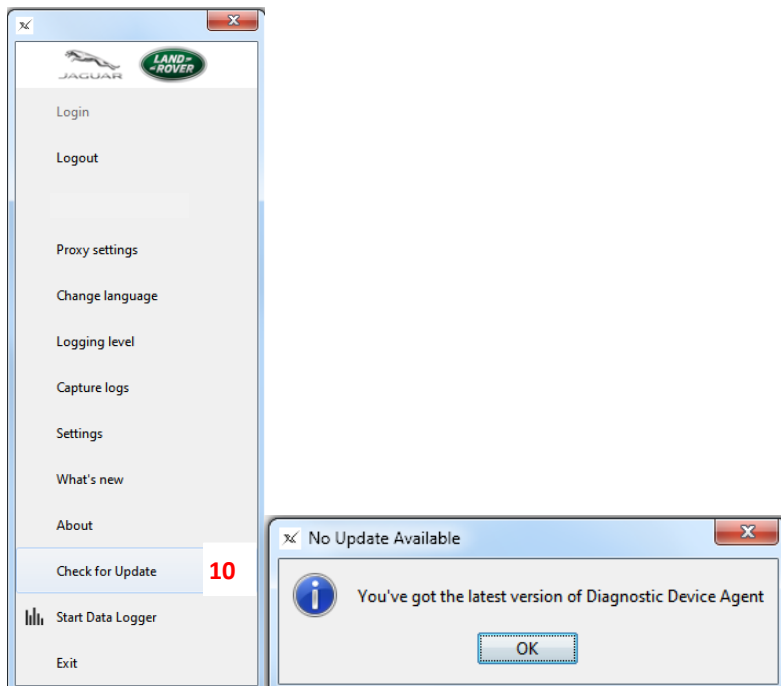 JAGUAR
LAND-
-ROVER
Login
Logout
Proxy settings
Change language
Logging level
Capture logs
Settings
What's new
About
Check for Update 10
Start Data Logger
Exit
No Update Available
You've got the latest version of Diagnostic Device Agent
OK